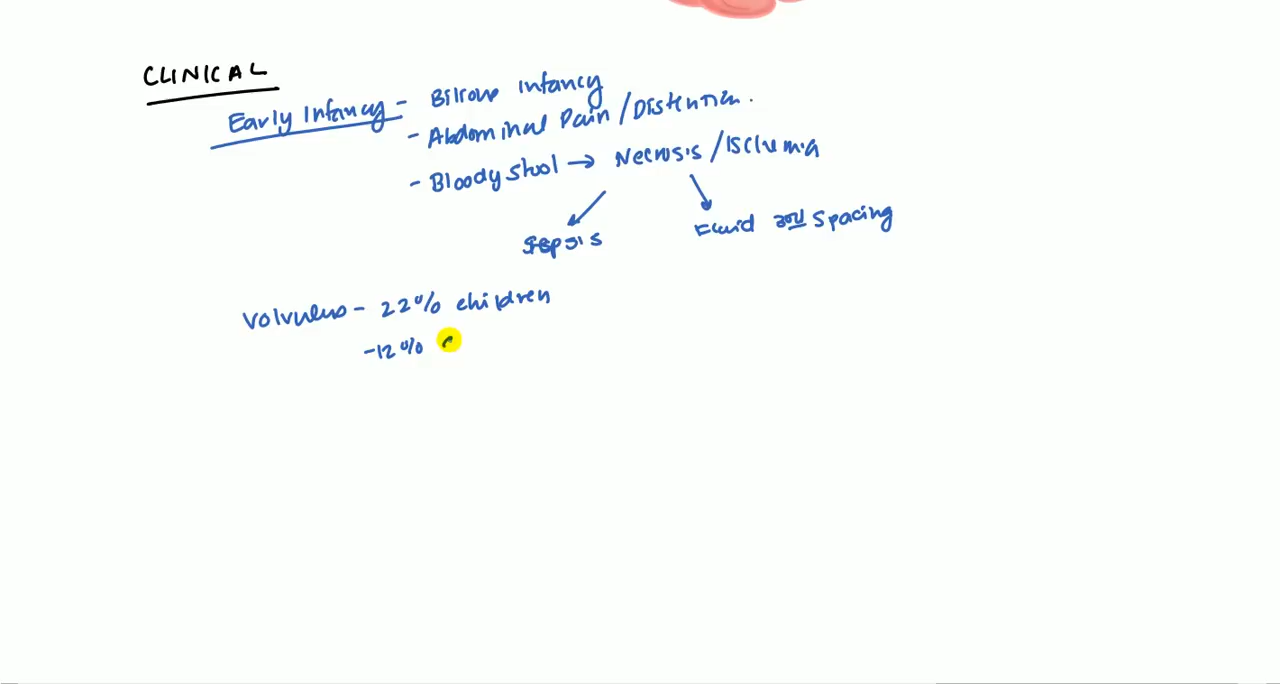 CLINICAL
Early Infancy - Bilious Infancy
- Abdominal Pain / Distention.
- Bloody Stool → Necrosis / Ischemia
Sepsis
Fluid 3rd Spacing
Volvulus - 22% children
- 12%